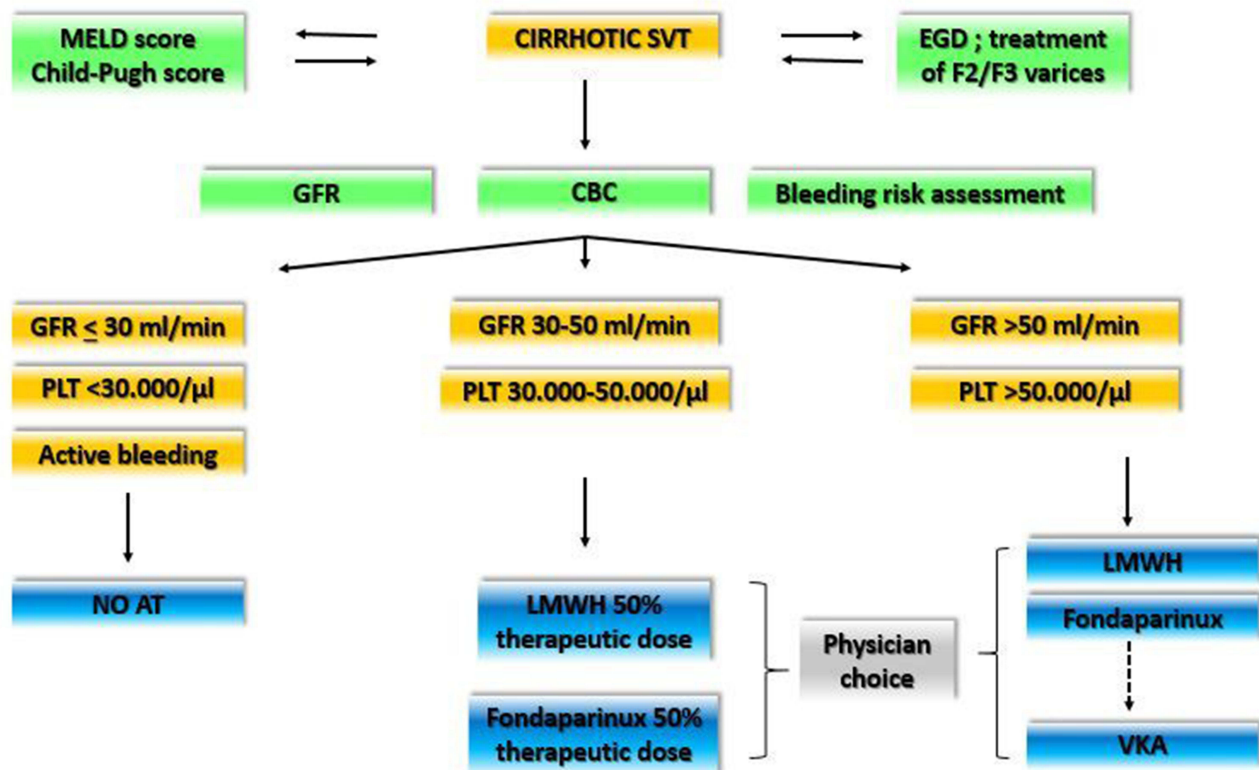 MELD score
Child-Pugh score
CIRRHOTIC SVT
EGD ; treatment
of F2/F3 varices
GFR
CBC
Bleeding risk assessment
GFR ≤ 30 ml/min
PLT <30.000/µl
Active bleeding
GFR 30-50 ml/min
PLT 30.000-50.000/µl
GFR >50 ml/min
PLT >50.000/µl
NO AT
LMWH 50%
therapeutic dose
Fondaparinux 50%
therapeutic dose
Physician
choice
LMWH
Fondaparinux
VKA